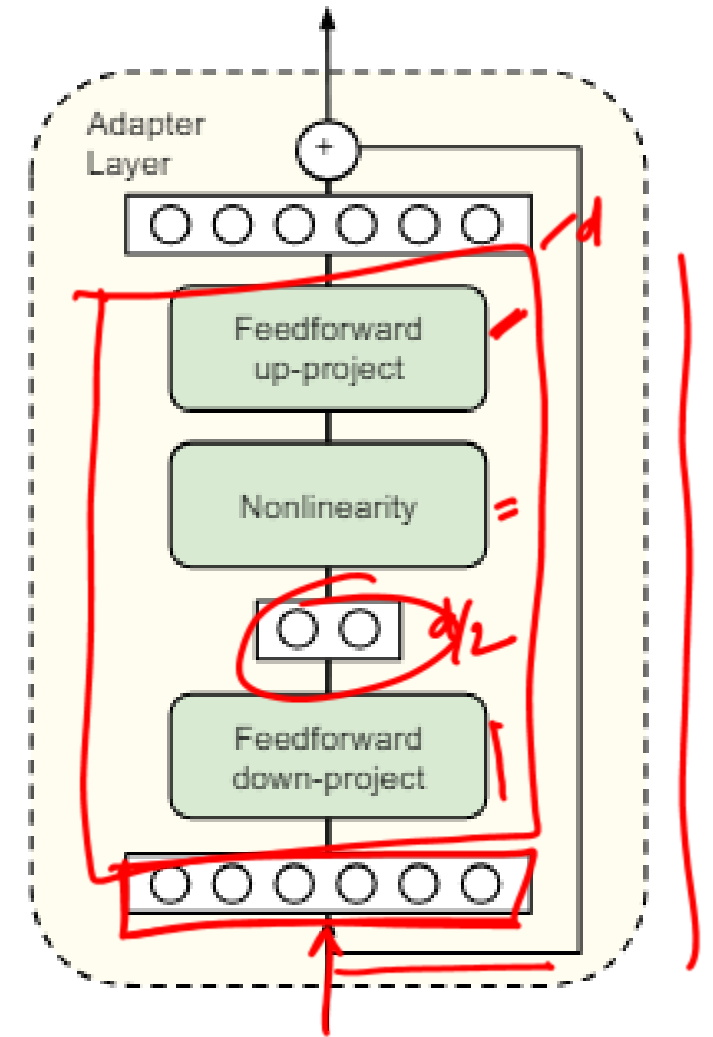 Adapter
Layer
+
d
Feedforward
up-project
Nonlinearity
d/2
Feedforward
down-project